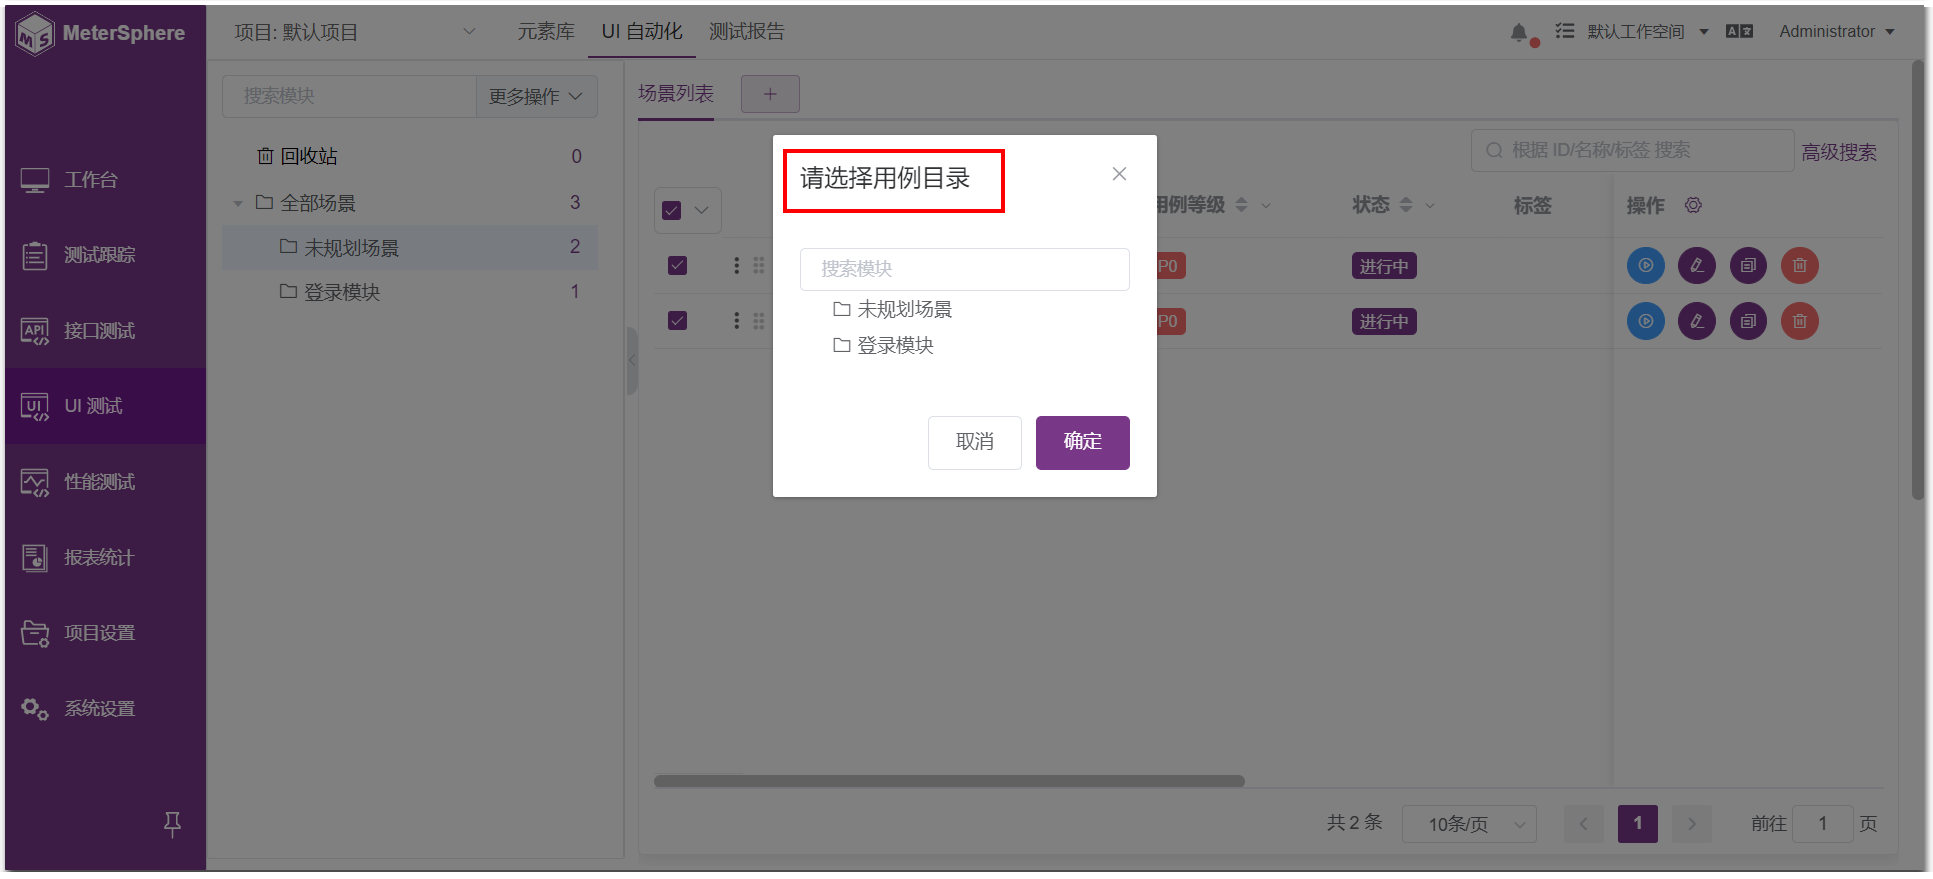 MeterSphere
项目: 默认项目
元素库
UI 自动化
测试报告
默认工作空间
Administrator
工作台
测试跟踪
接口测试
UI 测试
性能测试
报表统计
项目设置
系统设置
搜索模块
更多操作
回收站 0
全部场景 3
未规划场景 2
登录模块 1
场景列表
+
根据 ID/名称/标签 搜索
高级搜索
用例等级
状态
标签
操作
P0
进行中
P0
进行中
请选择用例目录
搜索模块
未规划场景
登录模块
取消
确定
共 2 条
10条/页
1
前往 1 页